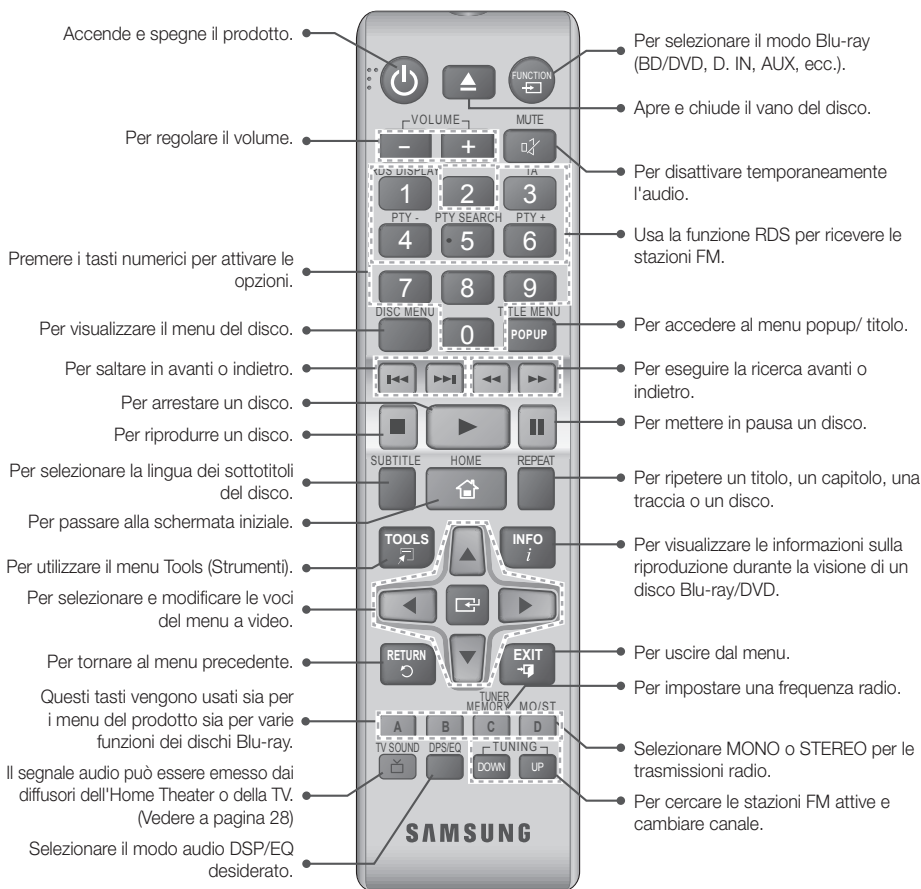 Accende e spegne il prodotto.
Per regolare il volume.
Premere i tasti numerici per attivare le
opzioni.
Per visualizzare il menu del disco.
Per saltare in avanti o indietro.
Per arrestare un disco.
Per riprodurre un disco.
Per selezionare la lingua dei sottotitoli
del disco.
Per passare alla schermata iniziale.
Per utilizzare il menu Tools (Strumenti).
Per selezionare e modificare le voci
del menu a video.
Per tornare al menu precedente.
Questi tasti vengono usati sia per
i menu del prodotto sia per varie
funzioni dei dischi Blu-ray.
Il segnale audio può essere emesso dai
diffusori dell'Home Theater o della TV.
(Vedere a pagina 28)
Selezionare il modo audio DSP/EQ
desiderato.
FUNCTION
VOLUME MUTE
- +
RDS DISPLAY TA
1 2 3
PTY - PTY SEARCH PTY +
4 5 6
7 8 9
DISC MENU TITLE MENU
0 POPUP
SUBTITLE HOME REPEAT
TOOLS INFO
i
RETURN EXIT
TUNER
MEMORY MO/ST
A B C D
TV SOUND DPS/EQ TUNING
DOWN UP
SAMSUNG
Per selezionare il modo Blu-ray
(BD/DVD, D. IN, AUX, ecc.).
Apre e chiude il vano del disco.
Per disattivare temporaneamente
l'audio.
Usa la funzione RDS per ricevere le
stazioni FM.
Per accedere al menu popup/ titolo.
Per eseguire la ricerca avanti o
indietro.
Per mettere in pausa un disco.
Per ripetere un titolo, un capitolo, una
traccia o un disco.
Per visualizzare le informazioni sulla
riproduzione durante la visione di un
disco Blu-ray/DVD.
Per uscire dal menu.
Per impostare una frequenza radio.
Selezionare MONO o STEREO per le
trasmissioni radio.
Per cercare le stazioni FM attive e
cambiare canale.